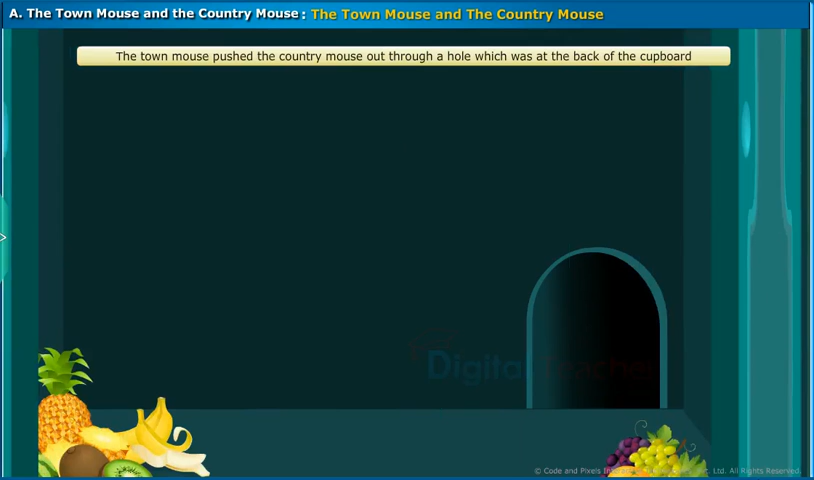 A. The Town Mouse and the Country Mouse : The Town Mouse and The Country Mouse
The town mouse pushed the country mouse out through a hole which was at the back of the cupboard
Digital Teacher
© Code and Pixels Ltd. All Rights Reserved.